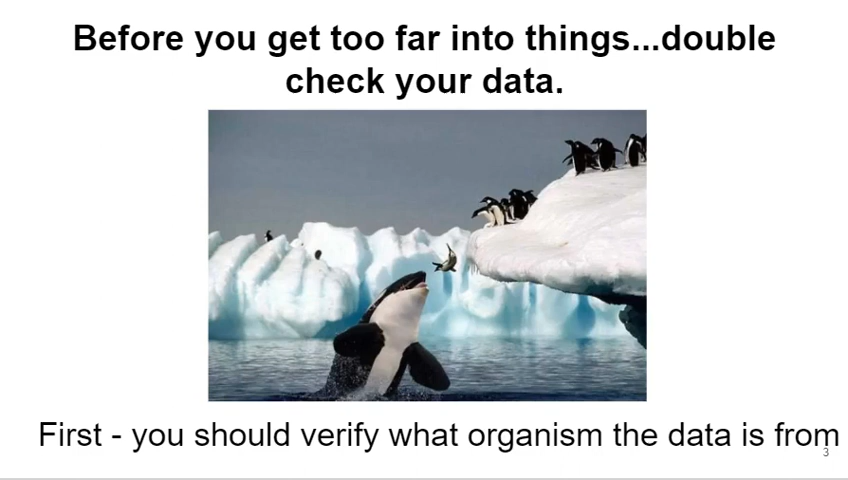 Before you get too far into things...double
check your data.
First - you should verify what organism the data is from
3